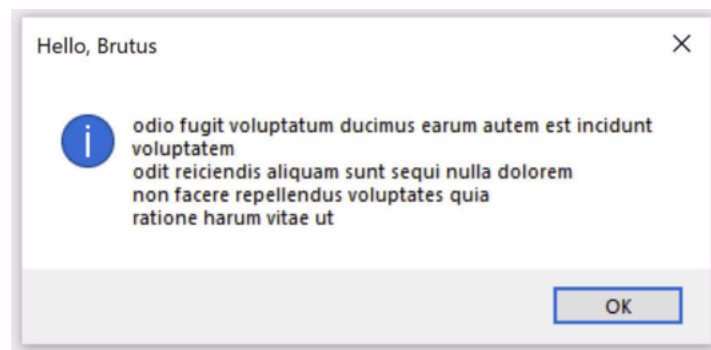 Hello, Brutus
odio fugit voluptatum ducimus earum autem est incidunt
voluptatem
odit reiciendis aliquam sunt sequi nulla dolorem
non facere repellendus voluptates quia
ratione harum vitae ut
OK